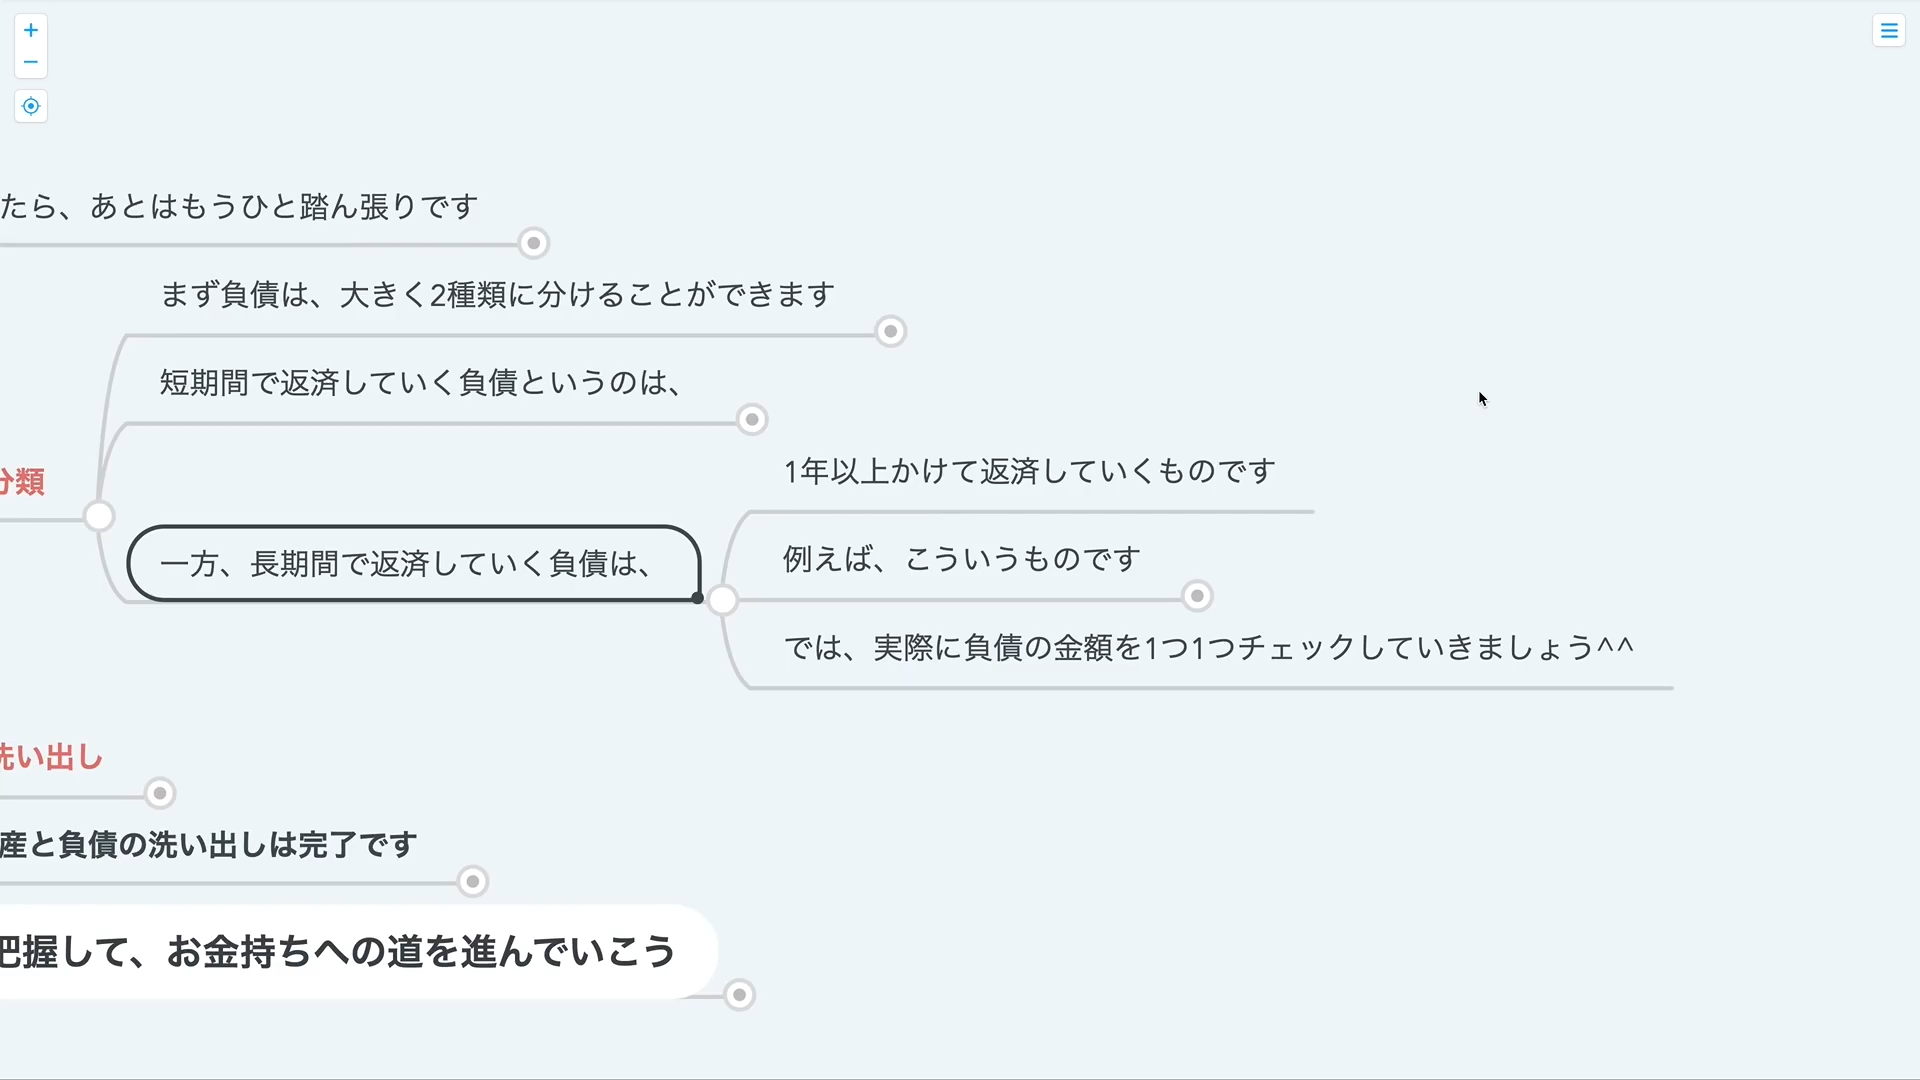 たら、あとはもうひと踏ん張りです
まず負債は、大きく2種類に分けることができます
短期間で返済していく負債というのは、
分類
一方、長期間で返済していく負債は、
1年以上かけて返済していくものです
例えば、こういうものです
では、実際に負債の金額を1つ1つチェックしていきましょう^^
洗い出し
産と負債の洗い出しは完了です
把握して、お金持ちへの道を進んでいこう